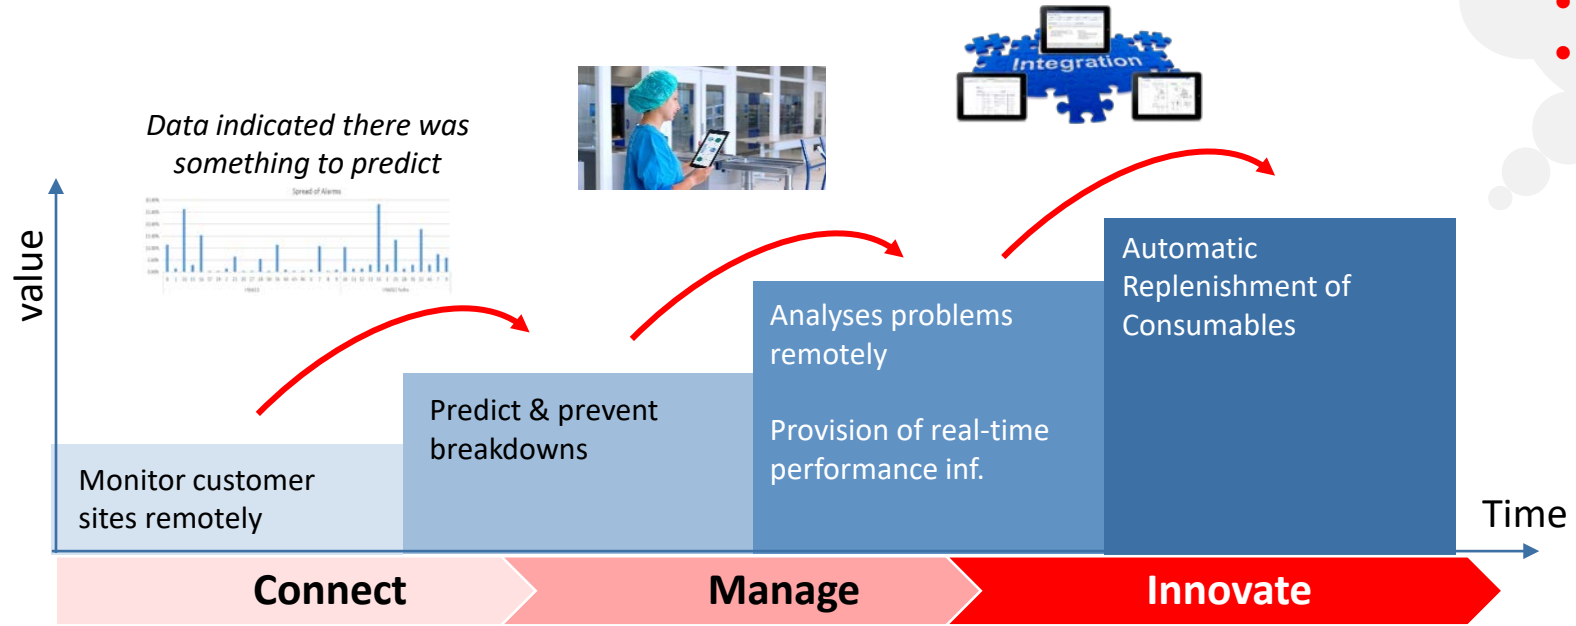 Integration
Data indicated there was
something to predict
Spread of Alarms
value
Automatic
Replenishment of
Consumables
Analyses problems
remotely
Provision of real-time
performance inf.
Predict & prevent
breakdowns
Monitor customer
sites remotely
Time
Connect
Manage
Innovate